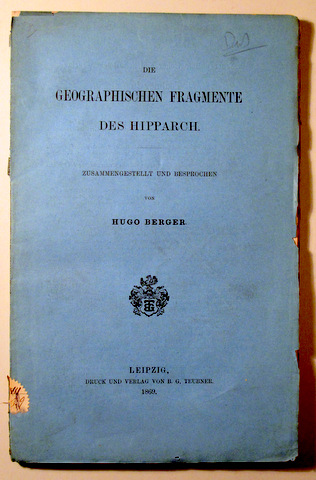 DIE
GEOGRAPHISCHEN FRAGMENTE
DES HIPPARCH.
ZUSAMMENGESTELLT UND BESPROCHEN
VON
HUGO BERGER.
LEIPZIG,
DRUCK UND VERLAG VON B. G. TEUBNER.
1869.